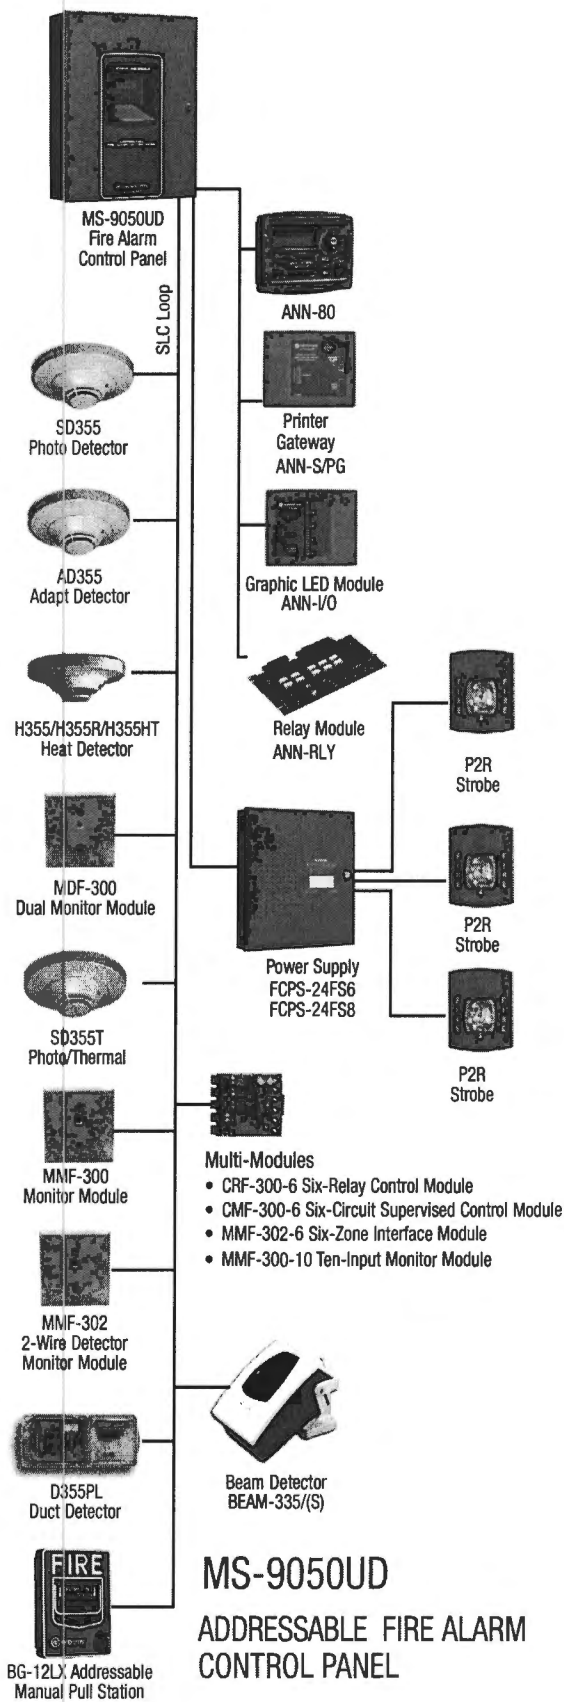 MS-9050UD
Fire Alarm
Control Panel
SLC Loop
ANN-80
SD355
Photo Detector
Printer
Gateway
ANN-S/PG
AD355
Adapt Detector
Graphic LED Module
ANN-I/O
H355/H355R/H355HT
Heat Detector
Relay Module
ANN-RLY
P2R
Strobe
MDF-300
Dual Monitor Module
P2R
Strobe
Power Supply
FCPS-24FS6
FCPS-24FS8
SD355T
Photo/Thermal
P2R
Strobe
MMF-300
Monitor Module
Multi-Modules
• CRF-300-6 Six-Relay Control Module
• CMF-300-6 Six-Circuit Supervised Control Module
• MMF-302-6 Six-Zone Interface Module
• MMF-300-10 Ten-Input Monitor Module
MMF-302
2-Wire Detector
Monitor Module
D355PL
Duct Detector
Beam Detector
BEAM-335/(S)
FIRE
BG-12LX Addressable
Manual Pull Station
MS-9050UD
ADDRESSABLE FIRE ALARM
CONTROL PANEL